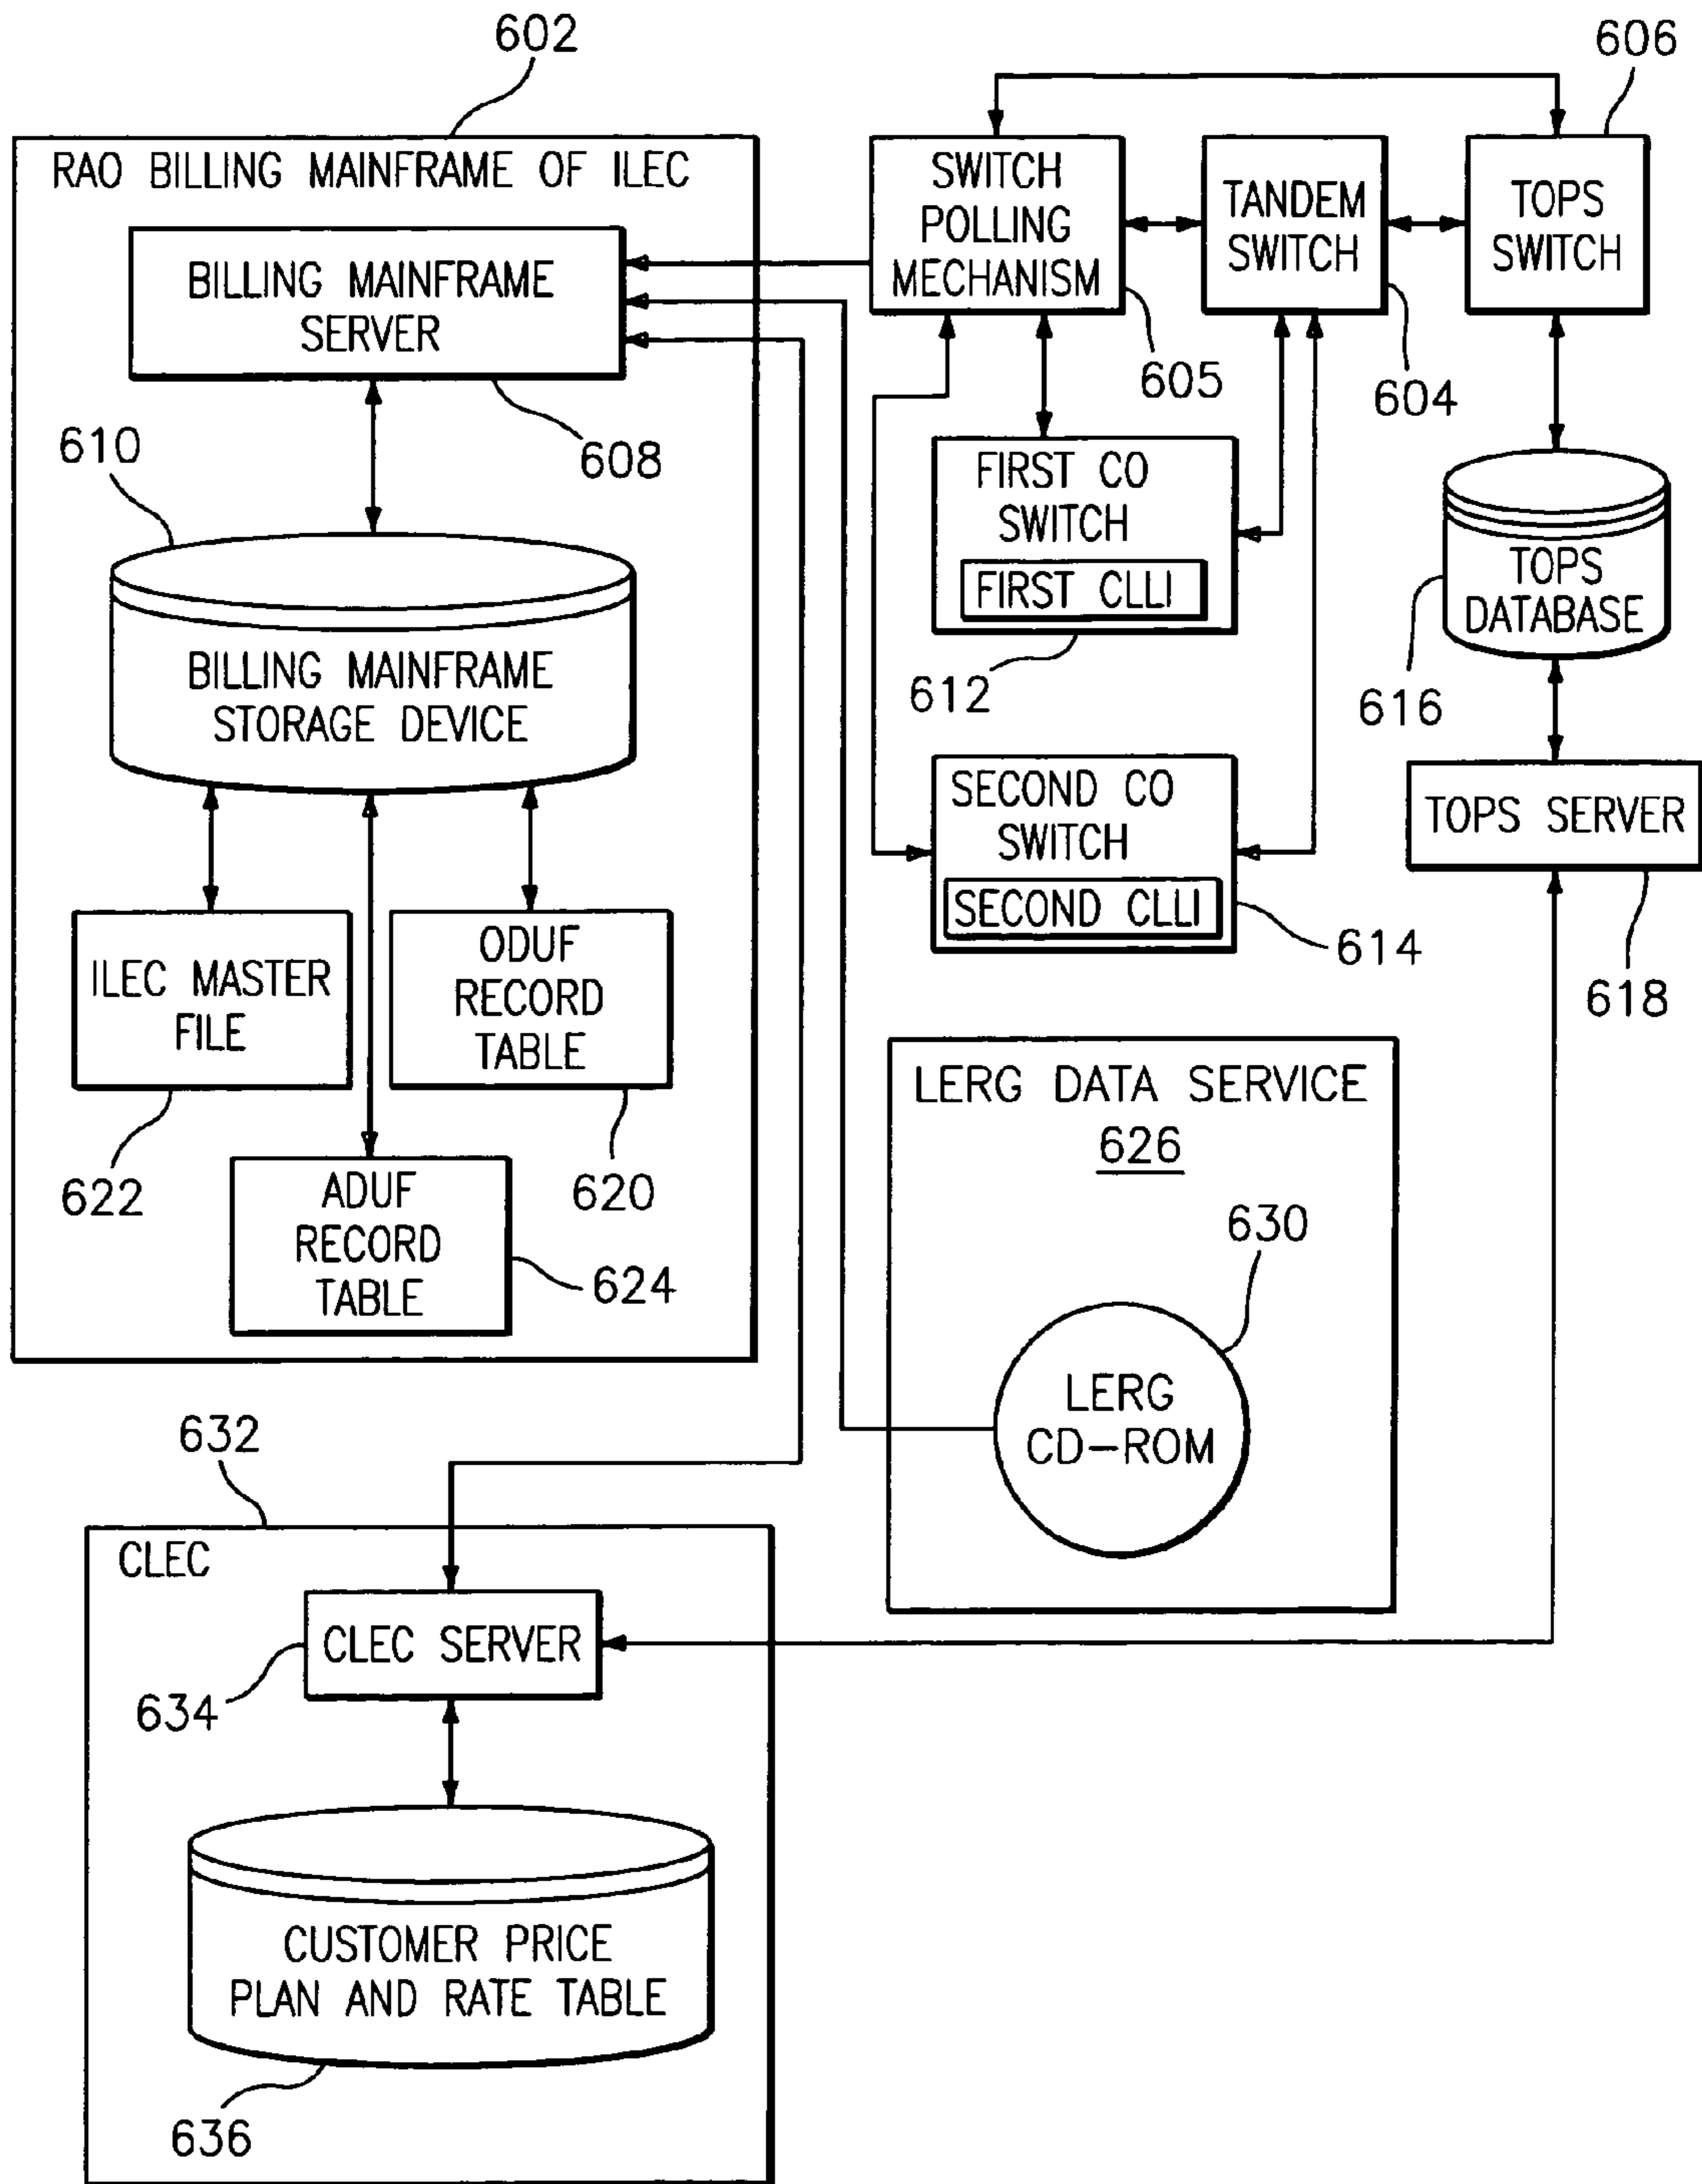 602
606
RAO BILLING MAINFRAME OF ILEC
BILLING MAINFRAME
SERVER
608
610
BILLING MAINFRAME
STORAGE DEVICE
ILEC MASTER
FILE
622
ODUF
RECORD
TABLE
620
ADUF
RECORD
TABLE
624
SWITCH
POLLING
MECHANISM
605
TANDEM
SWITCH
604
TOPS
SWITCH
FIRST CO
SWITCH
FIRST CLLI
612
SECOND CO
SWITCH
SECOND CLLI
614
TOPS
DATABASE
616
TOPS SERVER
618
LERG DATA SERVICE
626
630
LERG
CD-ROM
632
CLEC
CLEC SERVER
634
CUSTOMER PRICE
PLAN AND RATE TABLE
636